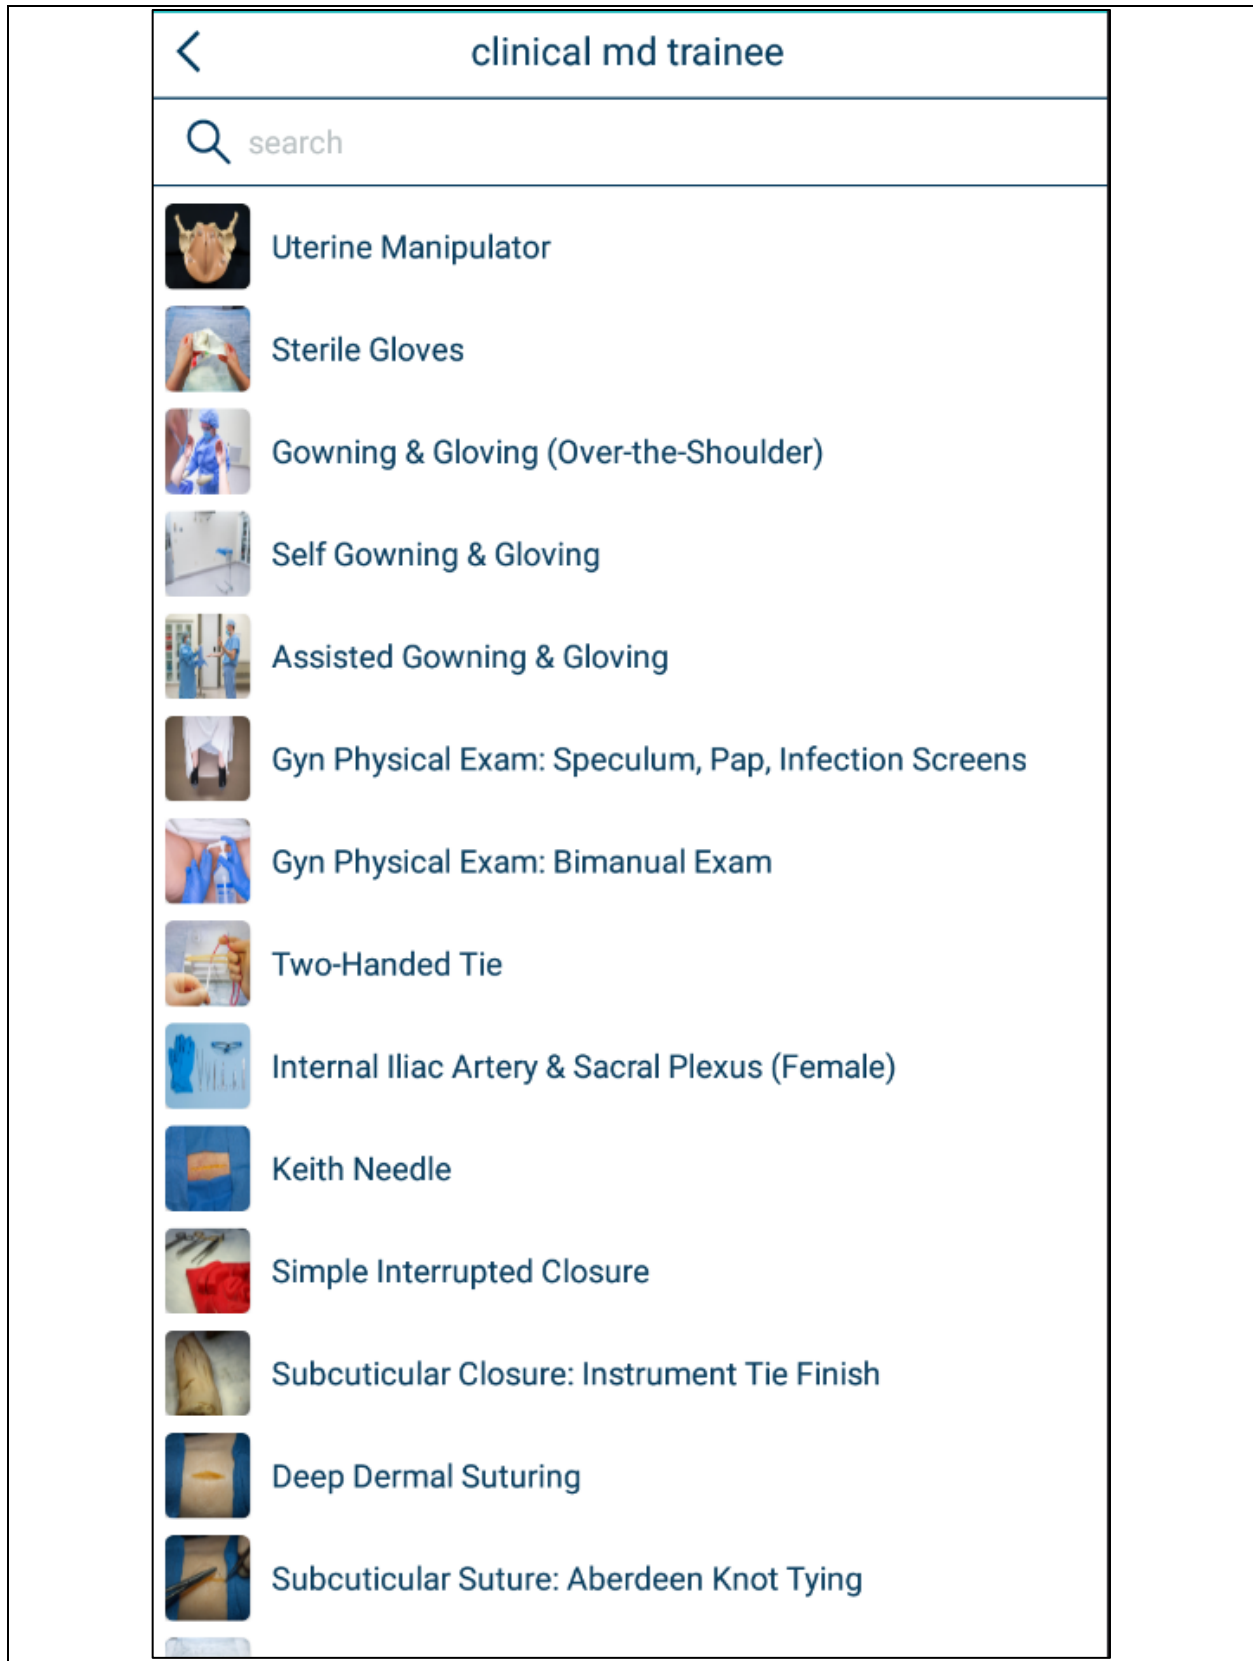 clinical md trainee
search
Uterine Manipulator
Sterile Gloves
Gowning & Gloving (Over-the-Shoulder)
Self Gowning & Gloving
Assisted Gowning & Gloving
Gyn Physical Exam: Speculum, Pap, Infection Screens
Gyn Physical Exam: Bimanual Exam
Two-Handed Tie
Internal Iliac Artery & Sacral Plexus (Female)
Keith Needle
Simple Interrupted Closure
Subcuticular Closure: Instrument Tie Finish
Deep Dermal Suturing
Subcuticular Suture: Aberdeen Knot Tying